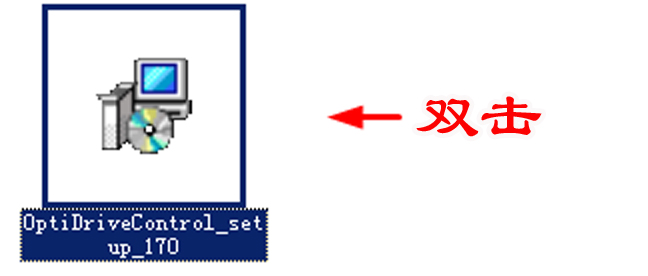 双击
OptiDriveControl_set
up_170